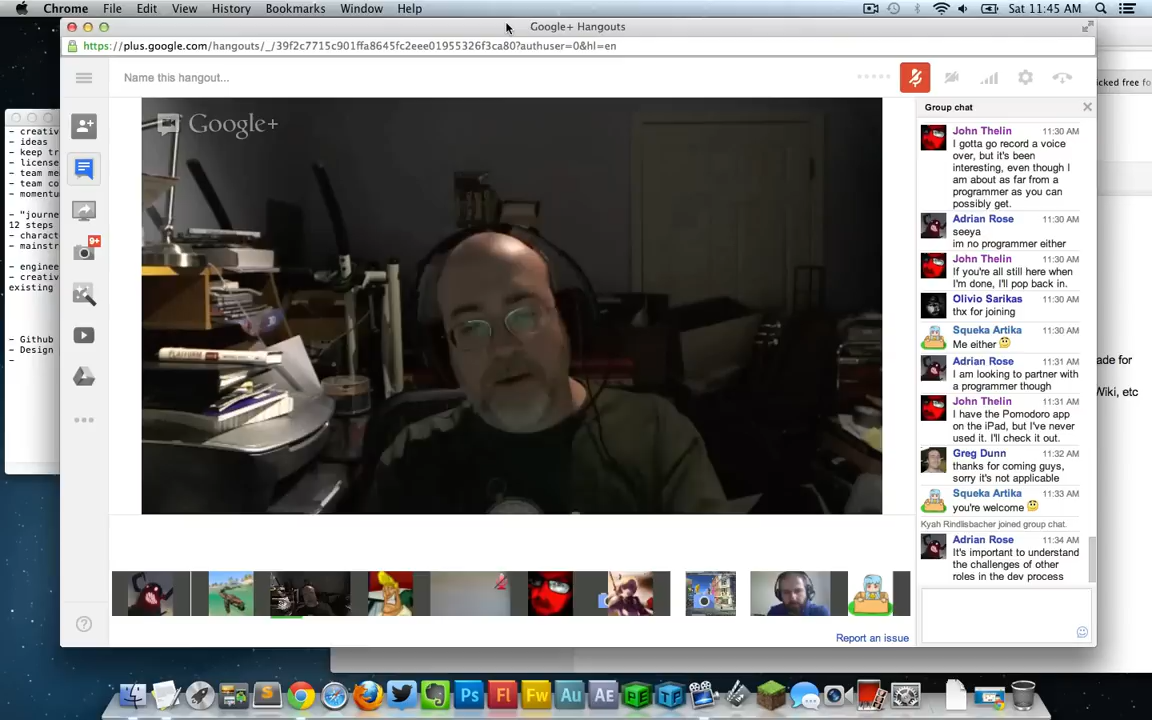 Chrome File Edit View History Bookmarks Window Help Sat 11:45 AM
Google+ Hangouts
https://plus.google.com/hangouts/_/39f2c7715c901ffa8645fc2eee01955326f3ca80?authuser=0&hl=en
Name this hangout...
Google+
PLATFORM
9+
- creativ
- ideas
- keep tr
- license
- team me
- team co
- momentu
- "journe
12 steps
- charact
- mainstr
- enginee
- creativ
existing
- Github
- Design
-
Group chat
John Thelin 11:30 AM
I gotta go record a voice
over, but it's been
interesting, even though I
am about as far from a
programmer as you can
possibly get.
Adrian Rose 11:30 AM
seeya
im no programmer either
John Thelin 11:30 AM
If you're all still here when
I'm done, I'll pop back in.
Olivio Sarikas 11:30 AM
thx for joining
Squeka Artika 11:30 AM
Me either
Adrian Rose 11:31 AM
I am looking to partner with
a programmer though
John Thelin 11:31 AM
I have the Pomodoro app
on the iPad, but I've never
used it. I'll check it out.
Greg Dunn 11:32 AM
thanks for coming guys,
sorry it's not applicable
Squeka Artika 11:33 AM
you're welcome
Kyah Rindlisbacher joined group chat.
Adrian Rose 11:34 AM
It's important to understand
the challenges of other
roles in the dev process
Report an issue
icked free fo
ade for
Wiki, etc
S Ps Fl Fw Au Ae